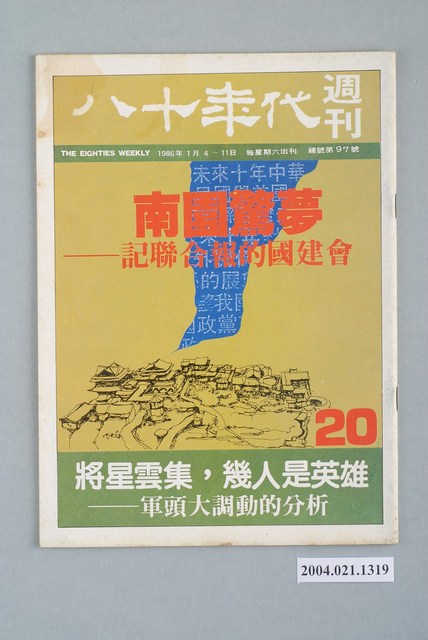 八十年代
週刊
THE EIGHTIES WEEKLY 1986年1月4～11日 每星期六出刊 總號第97號
未來十年中華
南園驚夢
——記聯合報的國建會
的展
我國
政黨
20
將星雲集，幾人是英雄
——軍頭大調動的分析
2004.021.1319